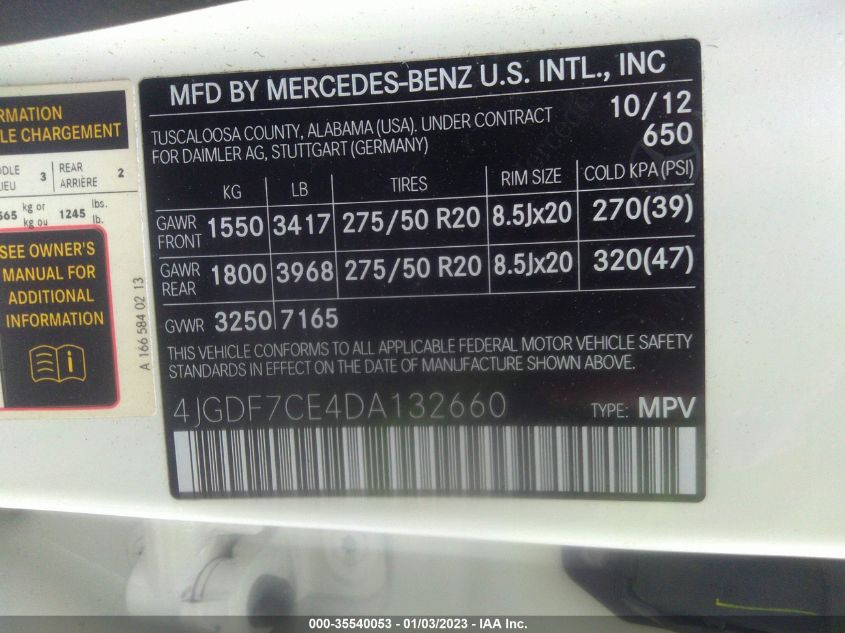 MFD BY MERCEDES-BENZ U.S. INTL., INC
TUSCALOOSA COUNTY, ALABAMA (USA). UNDER CONTRACT 10/12
FOR DAIMLER AG, STUTTGART (GERMANY) 650
KG LB TIRES RIM SIZE COLD KPA (PSI)
GAWR FRONT 1550 3417 275/50 R20 8.5Jx20 270(39)
GAWR REAR 1800 3968 275/50 R20 8.5Jx20 320(47)
GVWR 3250 7165
THIS VEHICLE CONFORMS TO ALL APPLICABLE FEDERAL MOTOR VEHICLE SAFETY
STANDARDS IN EFFECT ON THE DATE OF MANUFACTURE SHOWN ABOVE.
4JGDF7CE4DA132660 TYPE: MPV
CHARGEMENT
3 REAR 2
ARRIÈRE
kg or 1245 lbs.
kg ou lb.
SEE OWNER'S
MANUAL FOR
ADDITIONAL
INFORMATION
A 166 584 02 13
000-35540053 - 01/03/2023 - IAA Inc.